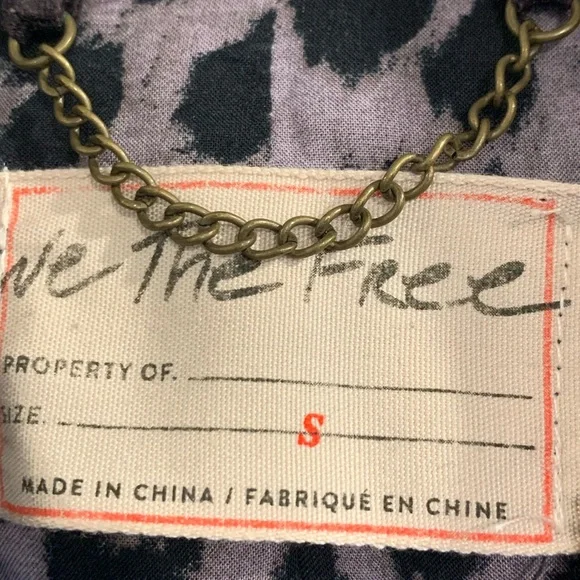 We The Free
PROPERTY OF.
SIZE. S
MADE IN CHINA / FABRIQUÉ EN CHINE